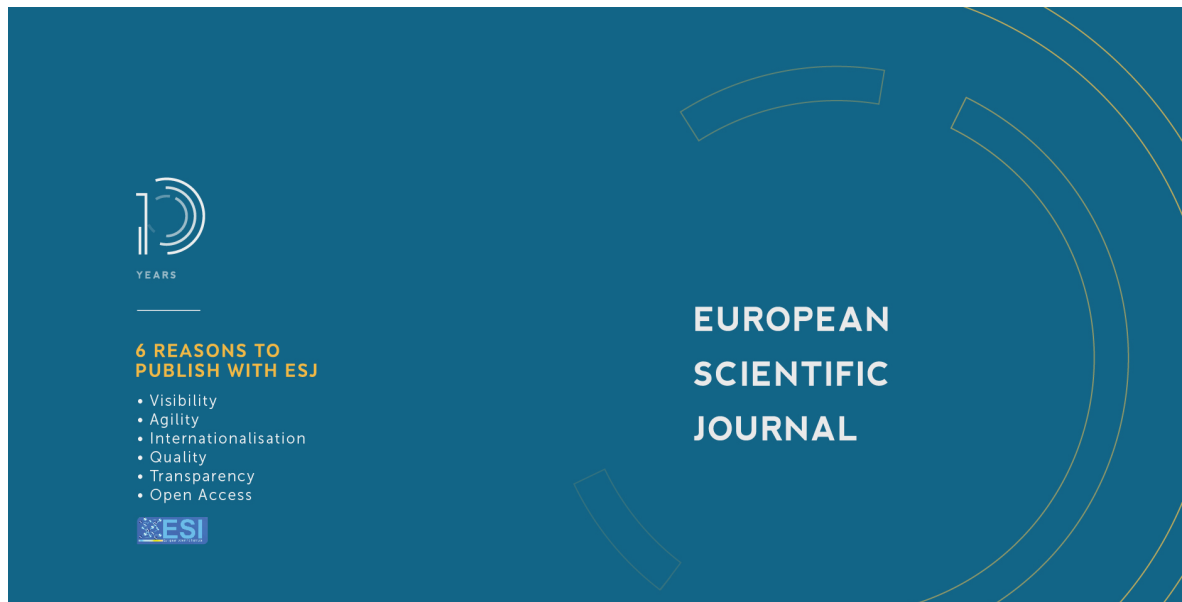 10
YEARS
6 REASONS TO
PUBLISH WITH ESJ
• Visibility
• Agility
• Internationalisation
• Quality
• Transparency
• Open Access
ESI
EUROPEAN
SCIENTIFIC
JOURNAL